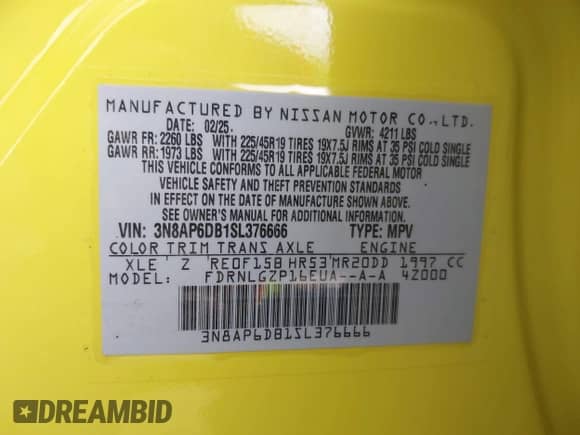 MANUFACTURED BY NISSAN MOTOR CO., LTD.
DATE: 02/25. GVWR: 4211 LBS
GAWR FR: 2260 LBS WITH 225/45R19 TIRES 19X7.5J RIMS AT 35 PSI COLD SINGLE
GAWR RR: 1973 LBS WITH 225/45R19 TIRES 19X7.5J RIMS AT 35 PSI COLD SINGLE
THIS VEHICLE CONFORMS TO ALL APPLICABLE FEDERAL MOTOR
VEHICLE SAFETY AND THEFT PREVENTION STANDARDS
IN EFFECT ON THE DATE OF MANUFACTURE SHOWN ABOVE.
SEE OWNER'S MANUAL FOR ADDITIONAL INFORMATION.
VIN: 3N8AP6DB1SL376666 TYPE: MPV
COLOR TRIM TRANS AXLE ENGINE
XLE' Z 'RE0F15B HR53'MR20DD 1997 CC
MODEL: FDRNLGZP16EUA--A-A 4Z000
3N8AP6DB1SL376666
DREAMBID